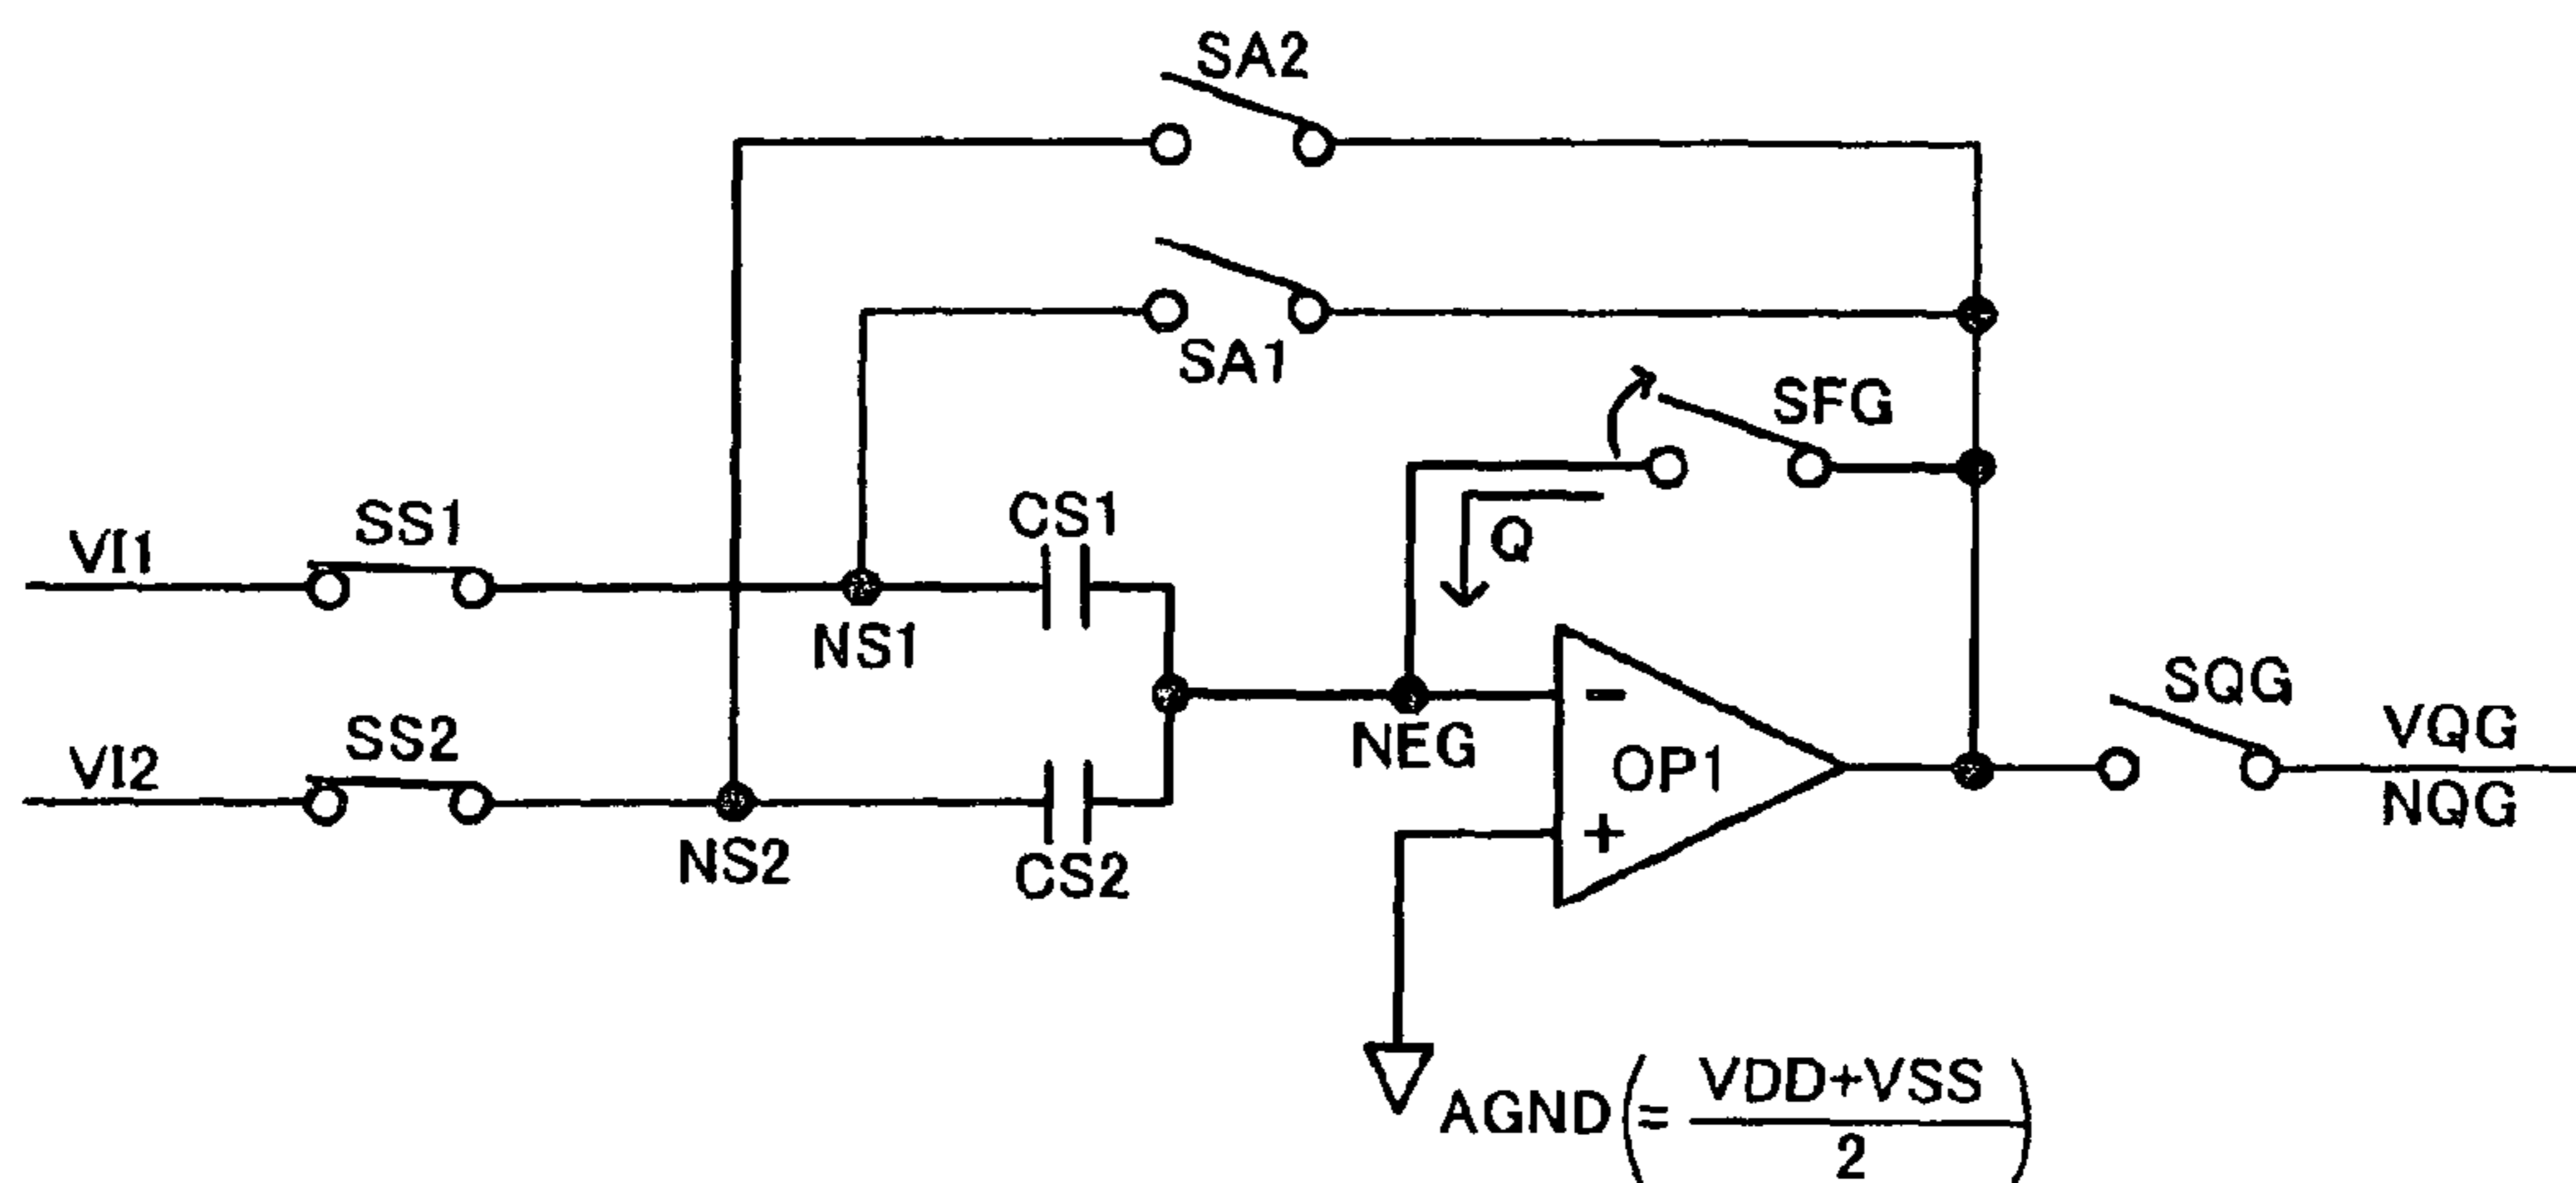 SA2
SA1
SFG
Q
SS1
VI1
CS1
NS1
SS2
VI2
NS2
CS2
NEG
-
OP1
+
SQG
VQG
NQG
AGND(≈ VDD+VSS
2)